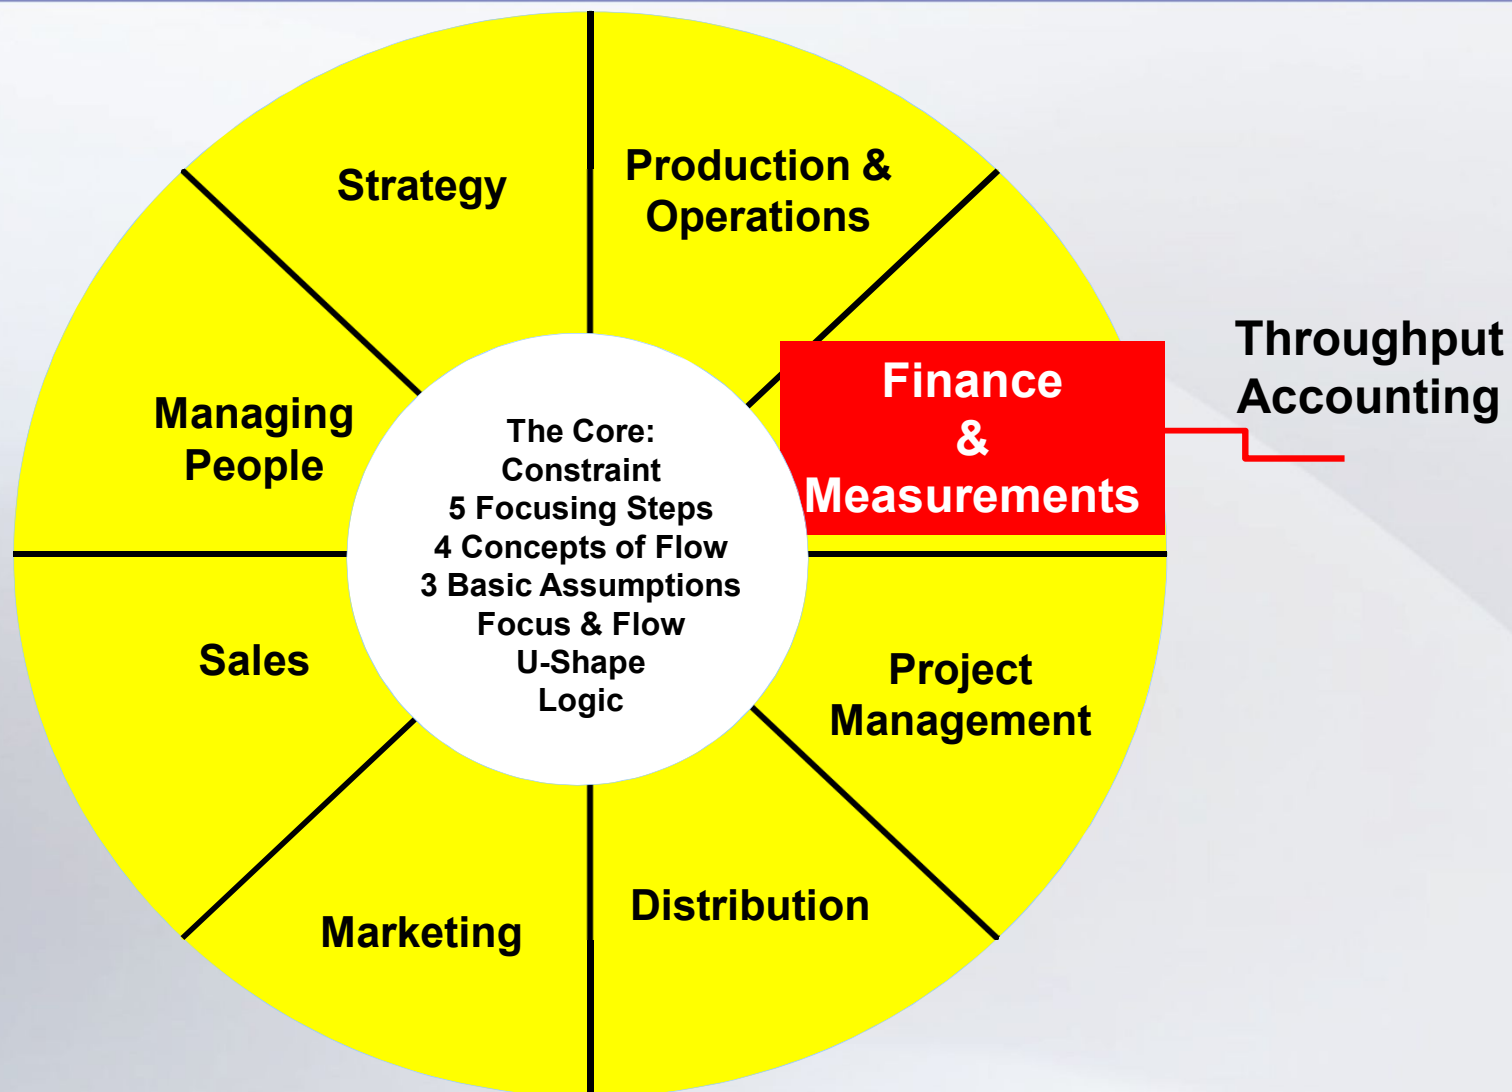 Strategy
Production &
Operations
Finance
&
Measurements
Throughput
Accounting
Managing
People
The Core:
Constraint
5 Focusing Steps
4 Concepts of Flow
3 Basic Assumptions
Focus & Flow
U-Shape
Logic
Sales
Project
Management
Marketing
Distribution